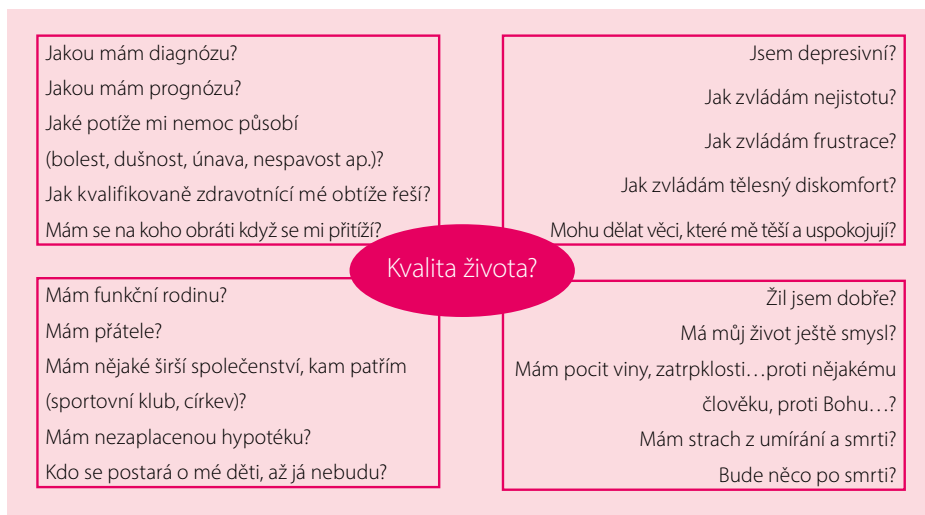 Jakou mám diagnózu?
Jakou mám prognózu?
Jaké potíže mi nemoc působí
(bolest, dušnost, únava, nespavost ap.)?
Jak kvalifikovaně zdravotnící mé obtíže řeší?
Mám se na koho obráti když se mi přitíží?
Jsem depresivní?
Jak zvládám nejistotu?
Jak zvládám frustrace?
Jak zvládám tělesný diskomfort?
Mohu dělat věci, které mě těší a uspokojují?
Kvalita života?
Mám funkční rodinu?
Mám přátele?
Mám nějaké širší společenství, kam patřím
(sportovní klub, církev)?
Mám nezaplacenou hypotéku?
Kdo se postará o mé děti, až já nebudu?
Žil jsem dobře?
Má můj život ještě smysl?
Mám pocit viny, zatrpklosti…proti nějakému
člověku, proti Bohu…?
Mám strach z umírání a smrti?
Bude něco po smrti?